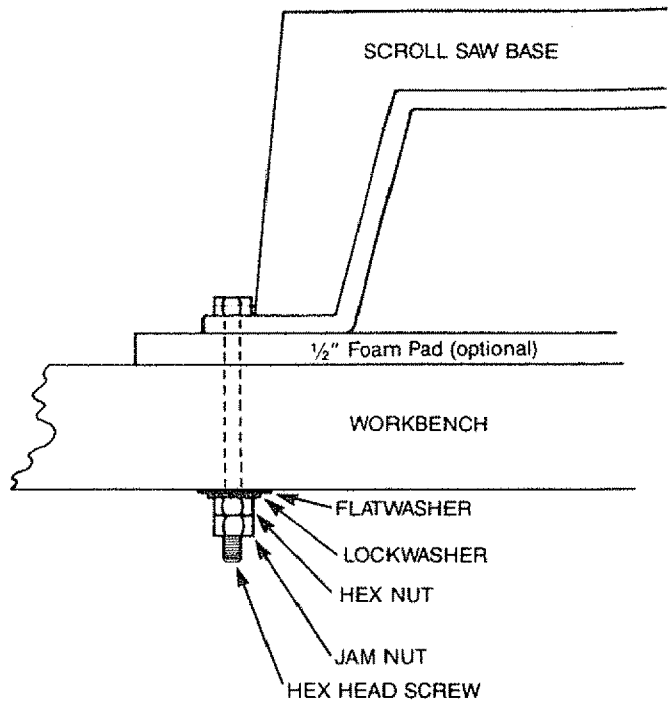 SCROLL SAW BASE
½" Foam Pad (optional)
WORKBENCH
FLATWASHER
LOCKWASHER
HEX NUT
JAM NUT
HEX HEAD SCREW